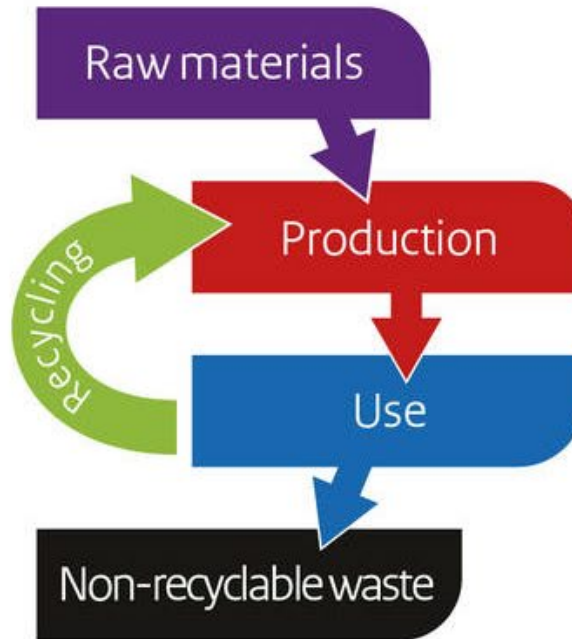 Raw materials
Production
Recycling
Use
Non-recyclable waste